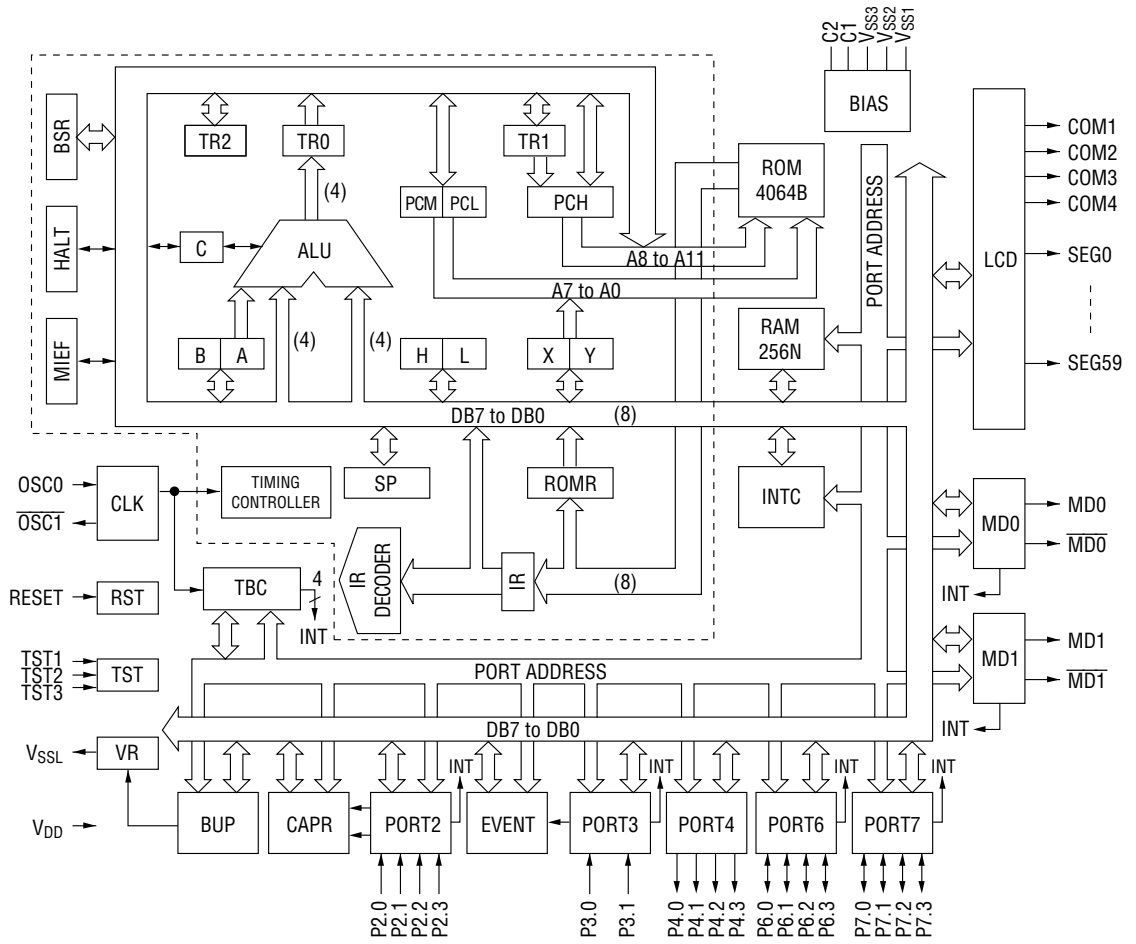 C2
C1
VSS3
VSS2
VSS1
BIAS
BSR
HALT
MIEF
TR2
TR0
TR1
(4)
PCM
PCL
PCH
ROM
4064B
C
ALU
A8 to A11
A7 to A0
PORT ADDRESS
LCD
COM1
COM2
COM3
COM4
SEG0
SEG59
B
A
(4)
(4)
H
L
X
Y
RAM
256N
DB7 to DB0
(8)
OSC0
OSC1
CLK
TIMING
CONTROLLER
SP
ROMR
INTC
MD0
MD0
MD0
INT
RESET
RST
TBC
4
INT
IR
DECODER
IR
(8)
TST1
TST2
TST3
TST
PORT ADDRESS
MD1
MD1
MD1
INT
DB7 to DB0
VSSL
VR
VDD
BUP
CAPR
PORT2
INT
EVENT
PORT3
INT
PORT4
PORT6
INT
PORT7
INT
P2.0
P2.1
P2.2
P2.3
P3.0
P3.1
P4.0
P4.1
P4.2
P4.3
P6.0
P6.1
P6.2
P6.3
P7.0
P7.1
P7.2
P7.3